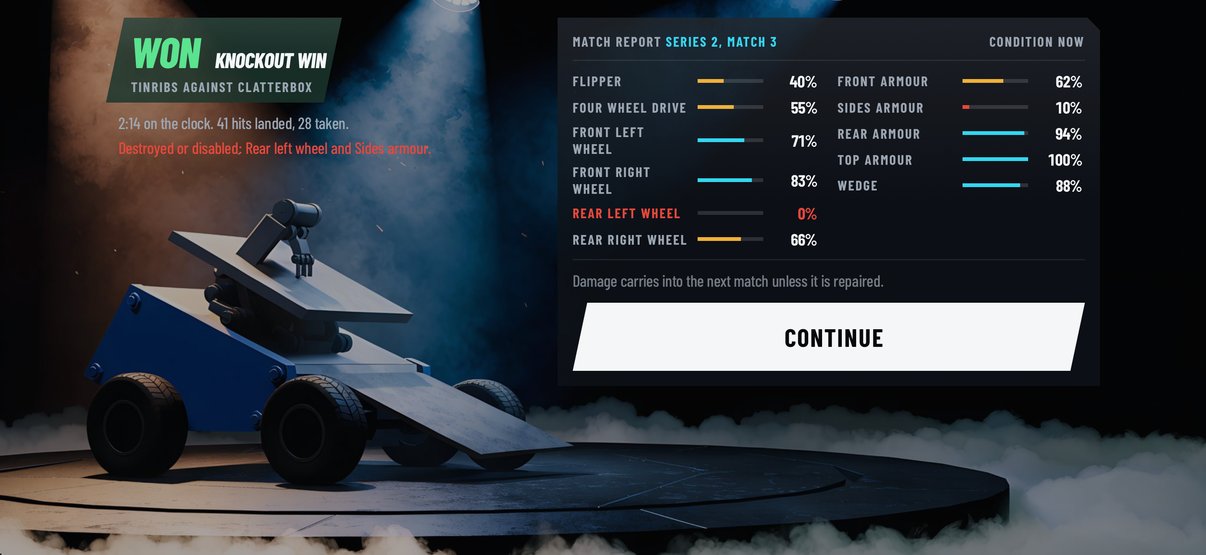 WON KNOCKOUT WIN
TINRIBS AGAINST CLATTERBOX
2:14 on the clock. 41 hits landed, 28 taken.
Destroyed or disabled; Rear left wheel and Sides armour.
MATCH REPORT SERIES 2, MATCH 3
CONDITION NOW
FLIPPER 40%
FOUR WHEEL DRIVE 55%
FRONT LEFT
WHEEL 71%
FRONT RIGHT
WHEEL 83%
REAR LEFT WHEEL 0%
REAR RIGHT WHEEL 66%
FRONT ARMOUR 62%
SIDES ARMOUR 10%
REAR ARMOUR 94%
TOP ARMOUR 100%
WEDGE 88%
Damage carries into the next match unless it is repaired.
CONTINUE